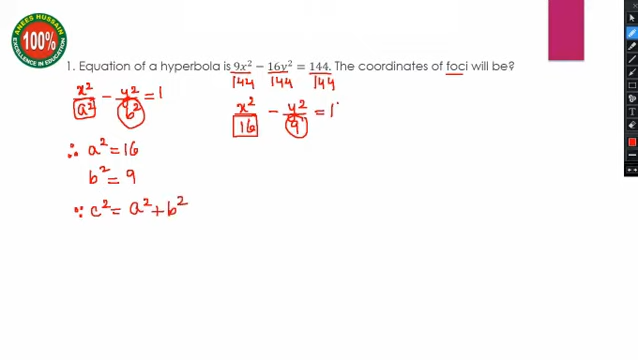 ANEES HUSSAIN
100%
EXCELLENCE IN EDUCATION
1. Equation of a hyperbola is 9x² − 16y² = 144. The coordinates of foci will be?
144 144 144
x²/a² − y²/b² = 1
x²/16 − y²/9 = 1
∴ a² = 16
b² = 9
∵ c² = a² + b²